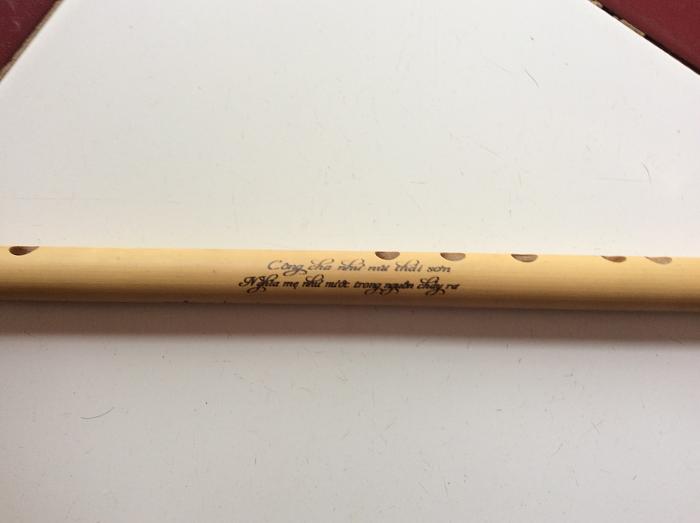 Công cha như núi thái sơn
Nghĩa mẹ như nước trong nguồn chảy ra